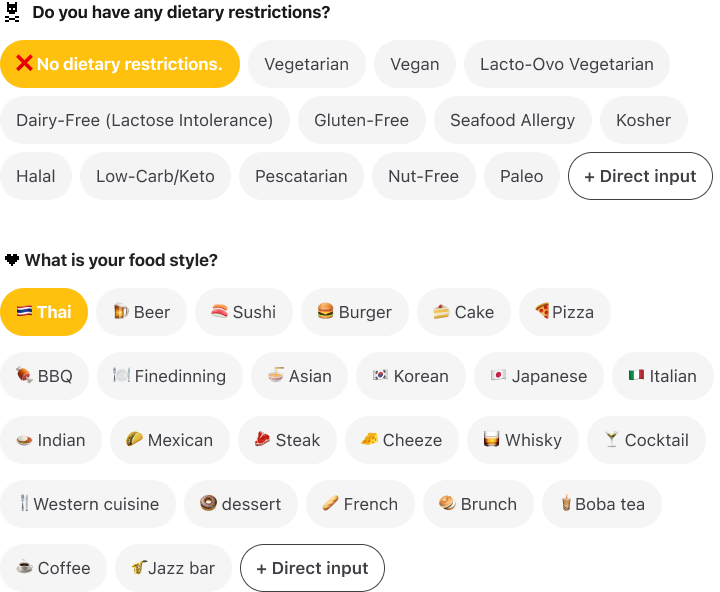 Do you have any dietary restrictions?
No dietary restrictions. Vegetarian Vegan Lacto-Ovo Vegetarian
Dairy-Free (Lactose Intolerance) Gluten-Free Seafood Allergy Kosher
Halal Low-Carb/Keto Pescatarian Nut-Free Paleo + Direct input
What is your food style?
Thai Beer Sushi Burger Cake Pizza
BBQ Finedinning Asian Korean Japanese Italian
Indian Mexican Steak Cheeze Whisky Cocktail
Western cuisine dessert French Brunch Boba tea
Coffee Jazz bar + Direct input